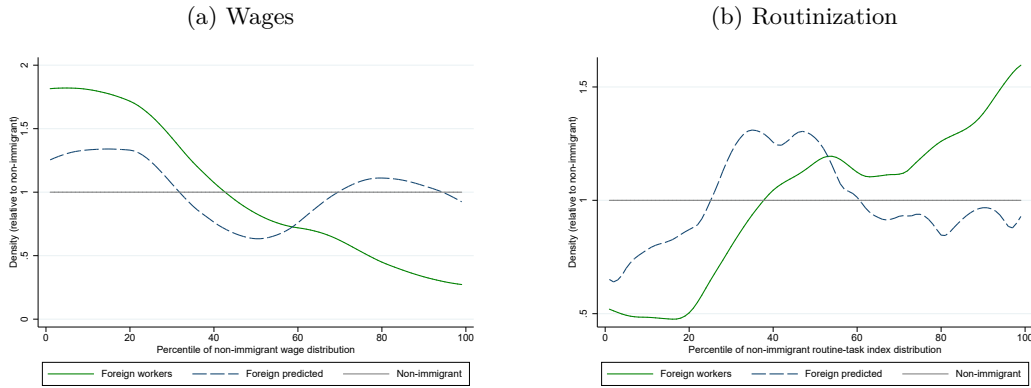 (a) Wages
Density (relative to non-immigrant)
2
1.5
1
.5
0
0 20 40 60 80 100
Percentile of non-immigrant wage distribution
Foreign workers Foreign predicted Non-immigrant
(b) Routinization
Density (relative to non-immigrant)
1.5
1
.5
0 20 40 60 80 100
Percentile of non-immigrant routine-task index distribution
Foreign workers Foreign predicted Non-immigrant